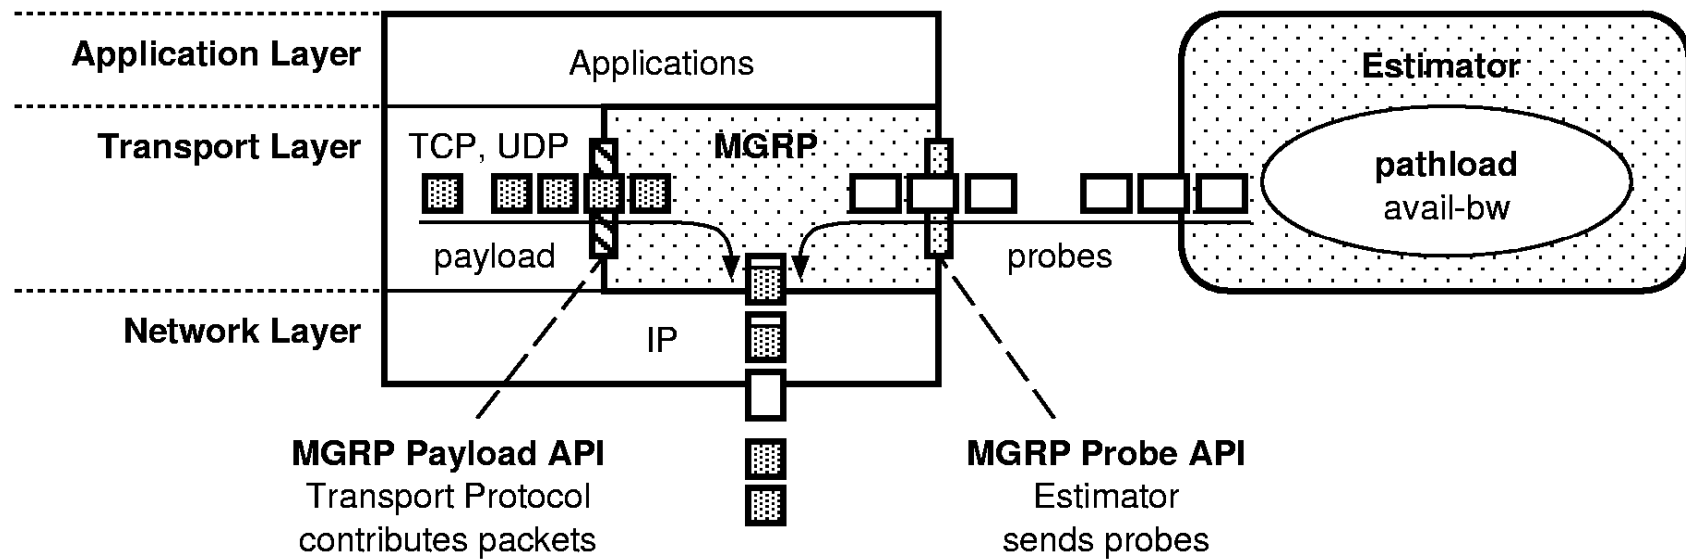 Application Layer
Applications
Estimator
Transport Layer
TCP, UDP
MGRP
pathload
avail-bw
payload
probes
Network Layer
IP
MGRP Payload API
Transport Protocol
contributes packets
MGRP Probe API
Estimator
sends probes